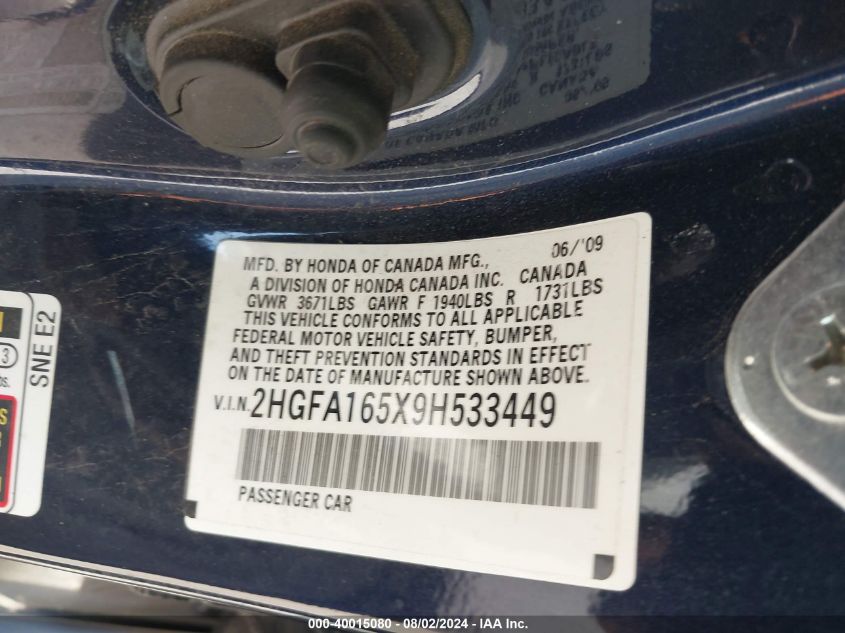 06/'09
MFD. BY HONDA OF CANADA MFG.,
A DIVISION OF HONDA CANADA INC. CANADA
GVWR 3671LBS GAWR F 1940LBS R 1731LBS
THIS VEHICLE CONFORMS TO ALL APPLICABLE
FEDERAL MOTOR VEHICLE SAFETY, BUMPER,
AND THEFT PREVENTION STANDARDS IN EFFECT
ON THE DATE OF MANUFACTURE SHOWN ABOVE.
V.I.N. 2HGFA165X9H533449
PASSENGER CAR
SNE E2
3
bs.
000-40015080 - 08/02/2024 - IAA Inc.